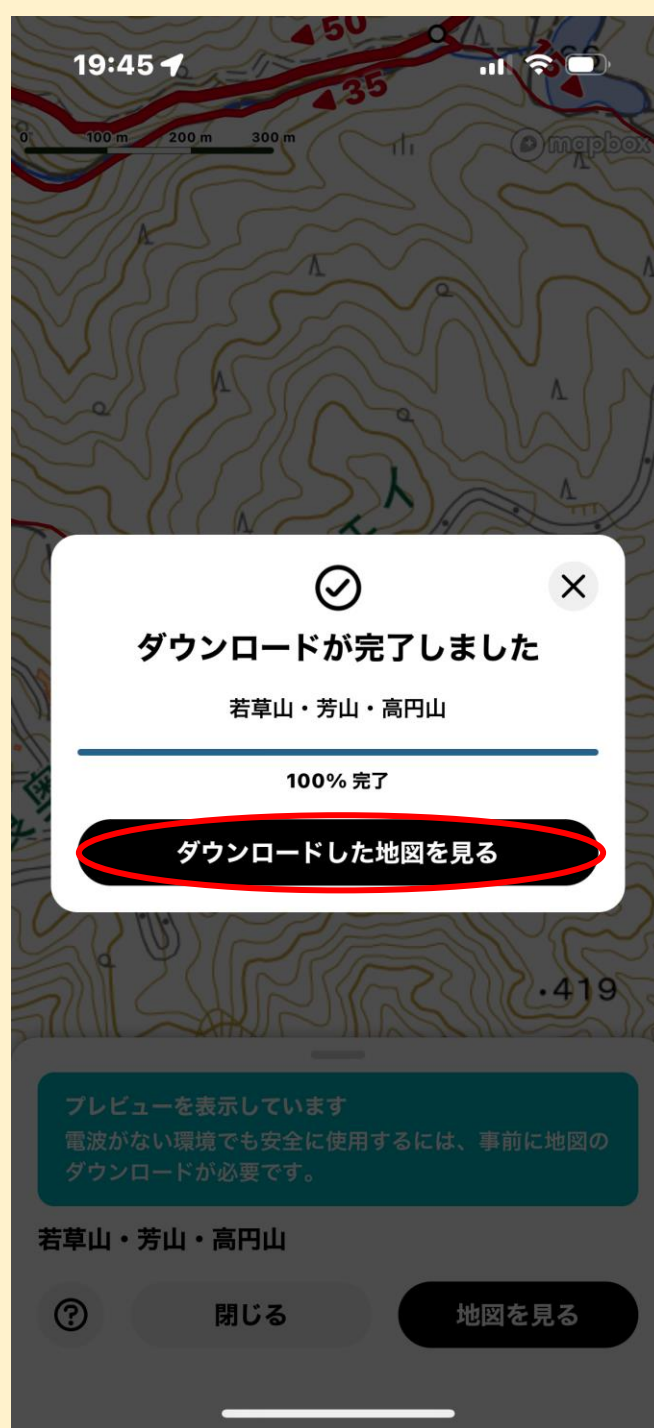 50
19:45
35
0
100 m
200 m
300 m
mapbox
ダウンロードが完了しました
若草山・芳山・高円山
100% 完了
ダウンロードした地図を見る
・419
プレビューを表示しています
電波がない環境でも安全に使用するには、事前に地図の
ダウンロードが必要です。
若草山・芳山・高円山
?
閉じる
地図を見る